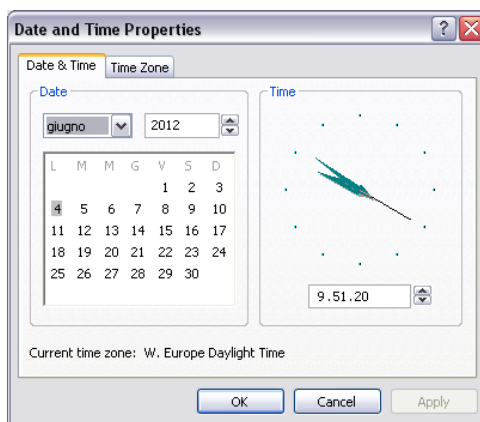 Date and Time Properties
Date & Time Time Zone
Date
giugno 2012
L M M G V S D
1 2 3
4 5 6 7 8 9 10
11 12 13 14 15 16 17
18 19 20 21 22 23 24
25 26 27 28 29 30
Time
9.51.20
Current time zone: W. Europe Daylight Time
OK Cancel Apply